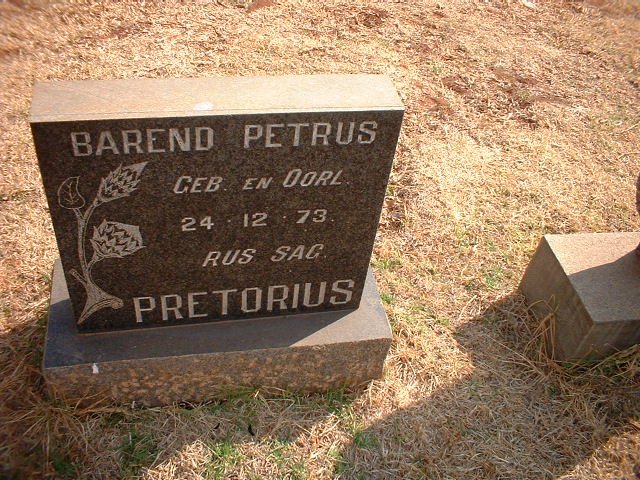 BAREND PETRUS
GEB. EN OORL.
24 · 12 · 73.
RUS SAG.
PRETORIUS